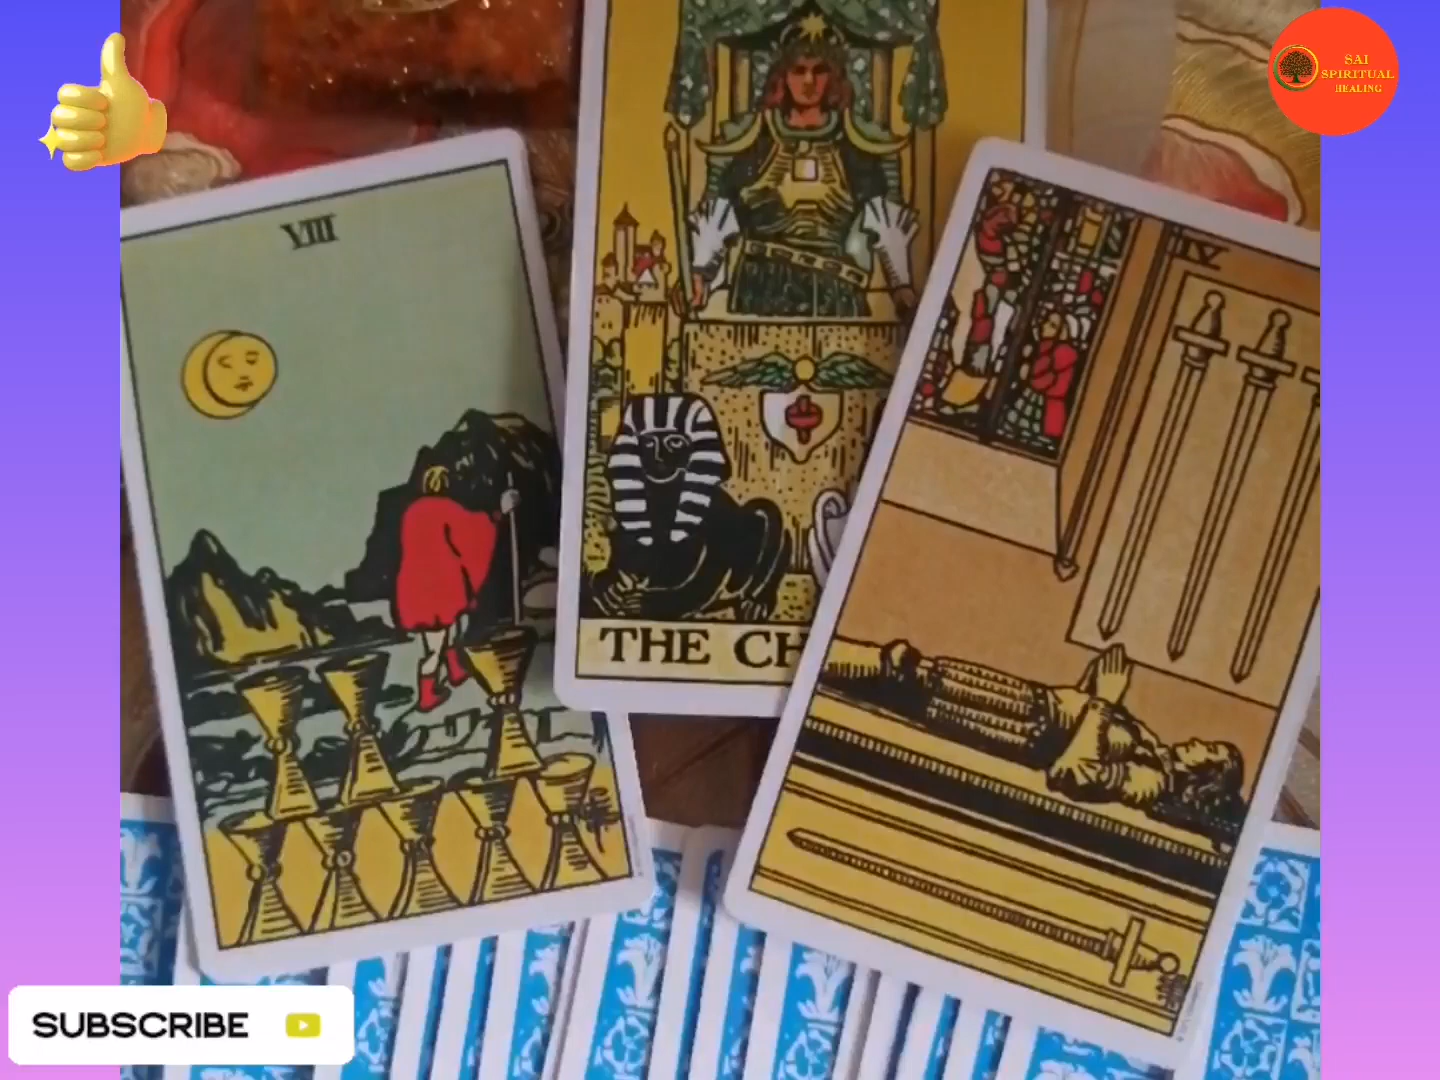 SAI
SPIRITUAL
HEALING
VIII
IV
THE CH
SUBSCRIBE